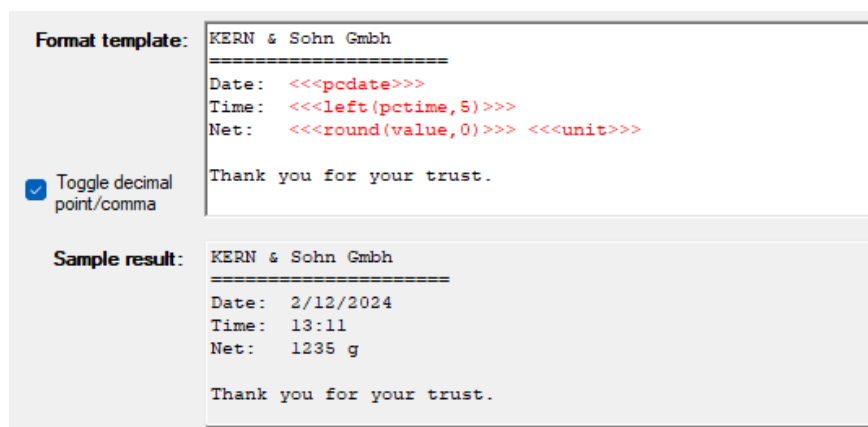 Format template:
KERN & Sohn Gmbh
=====================
Date:  <<<pcdate>>>
Time:  <<<left(pctime,5)>>>
Net:   <<<round(value,0)>>> <<<unit>>>
Thank you for your trust.
Toggle decimal
point/comma
Sample result:
KERN & Sohn Gmbh
=====================
Date:  2/12/2024
Time:  13:11
Net:   1235 g
Thank you for your trust.